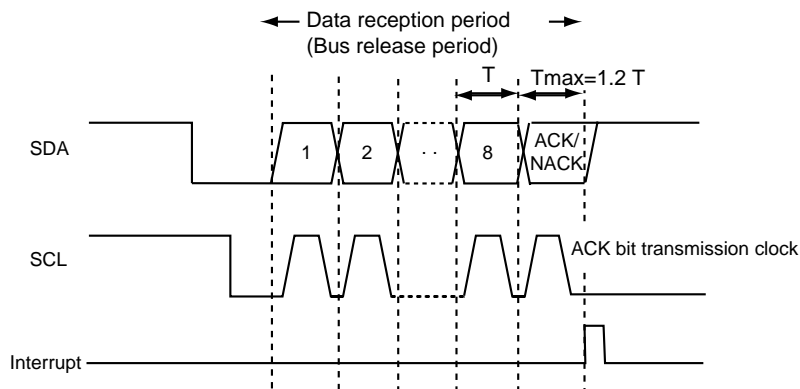 Data reception period
(Bus release period)
T
Tmax=1.2 T
SDA
1
2
. .
8
ACK/
NACK
SCL
ACK bit transmission clock
Interrupt